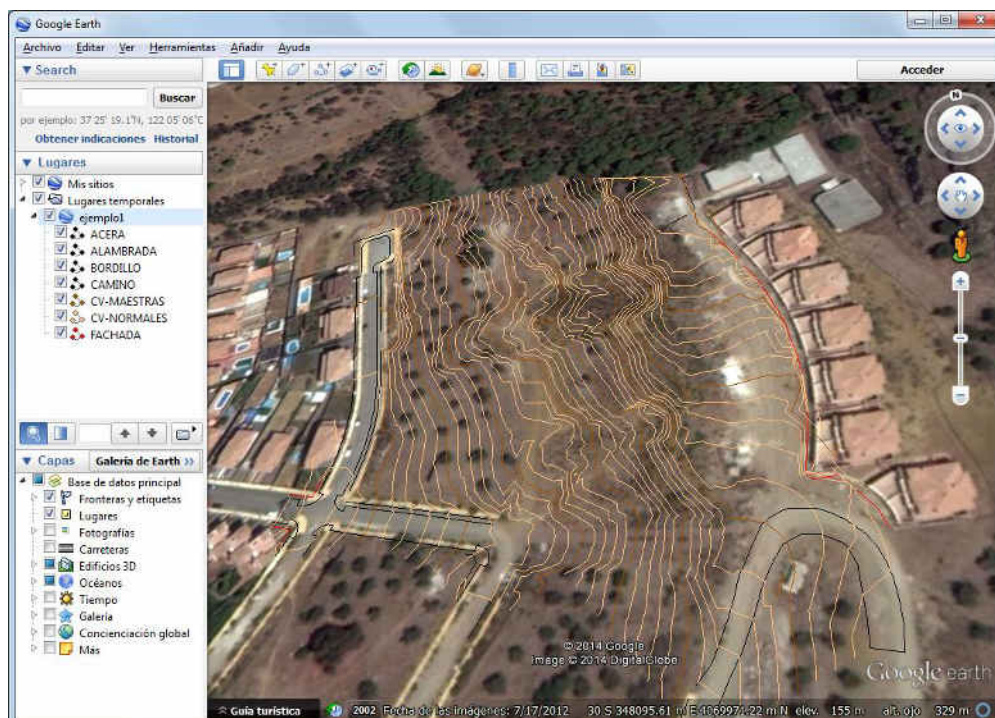 Google Earth
Archivo Editar Ver Herramientas Añadir Ayuda
Search
Acceder
Buscar
por ejemplo: 37 25' 19.1"N, 122 05' 06"C
Obtener indicaciones Historial
Lugares
Mis sitios
Lugares temporales
ejemplo1
ACERA
ALAMBRADA
BORDILLO
CAMINO
CV-MAESTRAS
CV-NORMALES
FACHADA
Capas Galería de Earth >>
Base de datos principal
Fronteras y etiquetas
Lugares
Fotografías
Carreteras
Edificios 3D
Océanos
Tiempo
Galería
Concienciación global
Más
N
© 2014 Google
Image © 2014 DigitalGlobe
Google earth
Guía turística 2002 Fecha de las imágenes: 7/17/2012 30 S 348095.61 m E 4069974.22 m N elev. 155 m alt. ojo 329 m